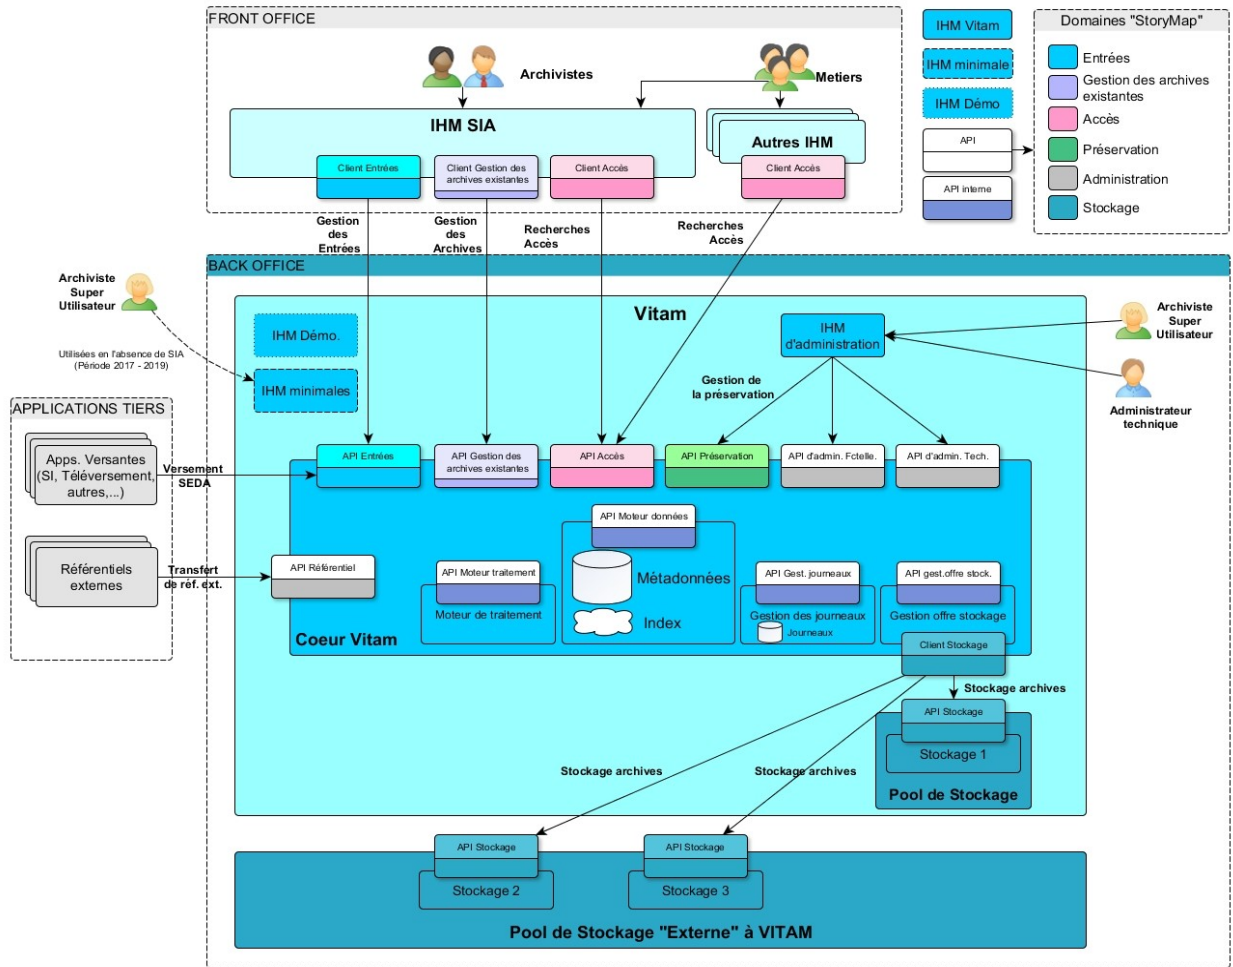 FRONT OFFICE
Archivistes
Metiers
IHM SIA
Autres IHM
Client Entrées
Client Gestion des
archives existantes
Client Accès
Client Accès
IHM Vitam
IHM minimale
IHM Démo
API
API interne
Domaines "StoryMap"
Entrées
Gestion des archives
existantes
Accès
Préservation
Administration
Stockage
Gestion
des
Entrées
Gestion
des
Archives
Recherches
Accès
Recherches
Accès
BACK OFFICE
Archiviste
Super
Utilisateur
Utilisées en l'absence de SIA
(Période 2017 - 2019)
Vitam
IHM Démo.
IHM minimales
IHM
d'administration
Archiviste
Super
Utilisateur
Administrateur
technique
Gestion de
la préservation
APPLICATIONS TIERS
Apps. Versantes
(SI, Téléversement,
autres,...)
Versement
SEDA
Référentiels
externes
Transfért
de réf. ext.
API Entrées
API Gestion des
archives existantes
API Accès
API Préservation
API d'admin. Fctelle.
API d'admin. Tech.
API Référentiel
API Moteur données
Métadonnées
Index
API Moteur traitement
Moteur de traitement
API Gest. journeaux
Gestion des journeaux
Journeaux
API gest.offre stock.
Gestion offre stockage
Coeur Vitam
Client Stockage
Stockage archives
API Stockage
Stockage 1
Pool de Stockage
Stockage archives
Stockage archives
API Stockage
Stockage 2
API Stockage
Stockage 3
Pool de Stockage "Externe" à VITAM